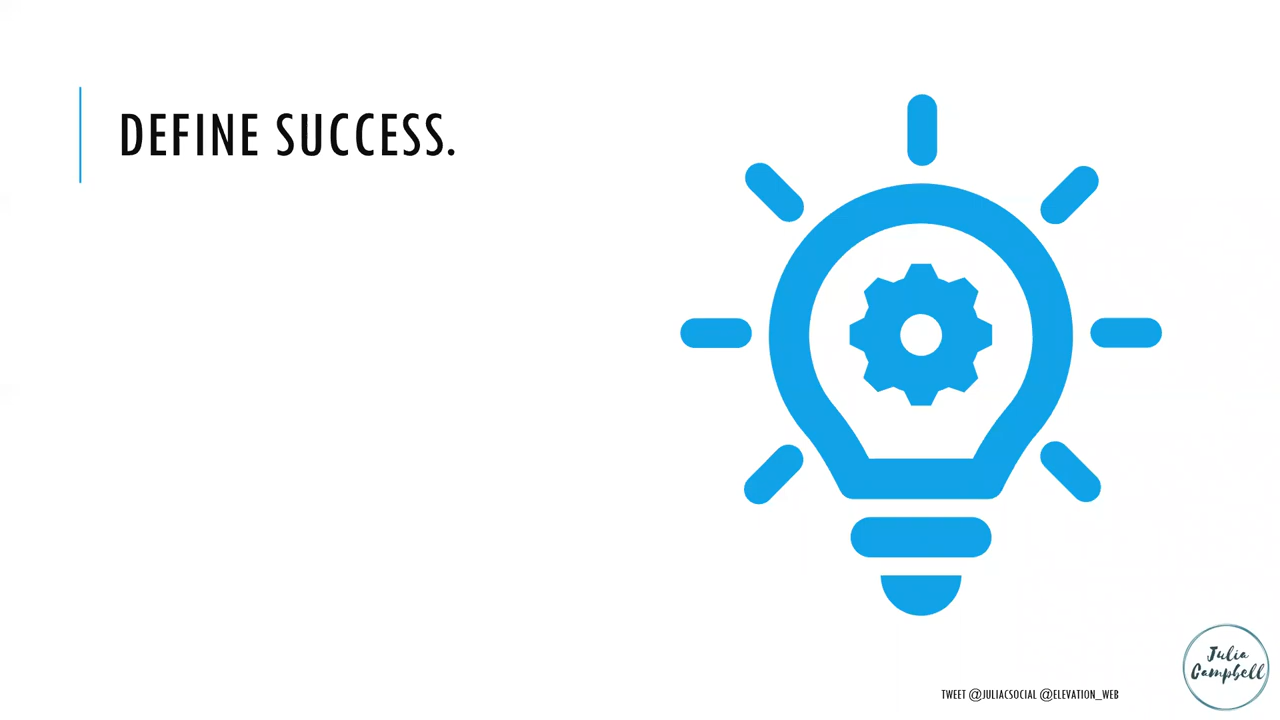 DEFINE SUCCESS.
Julia
Campbell
TWEET @JULIACSOCIAL @ELEVATION_WEB